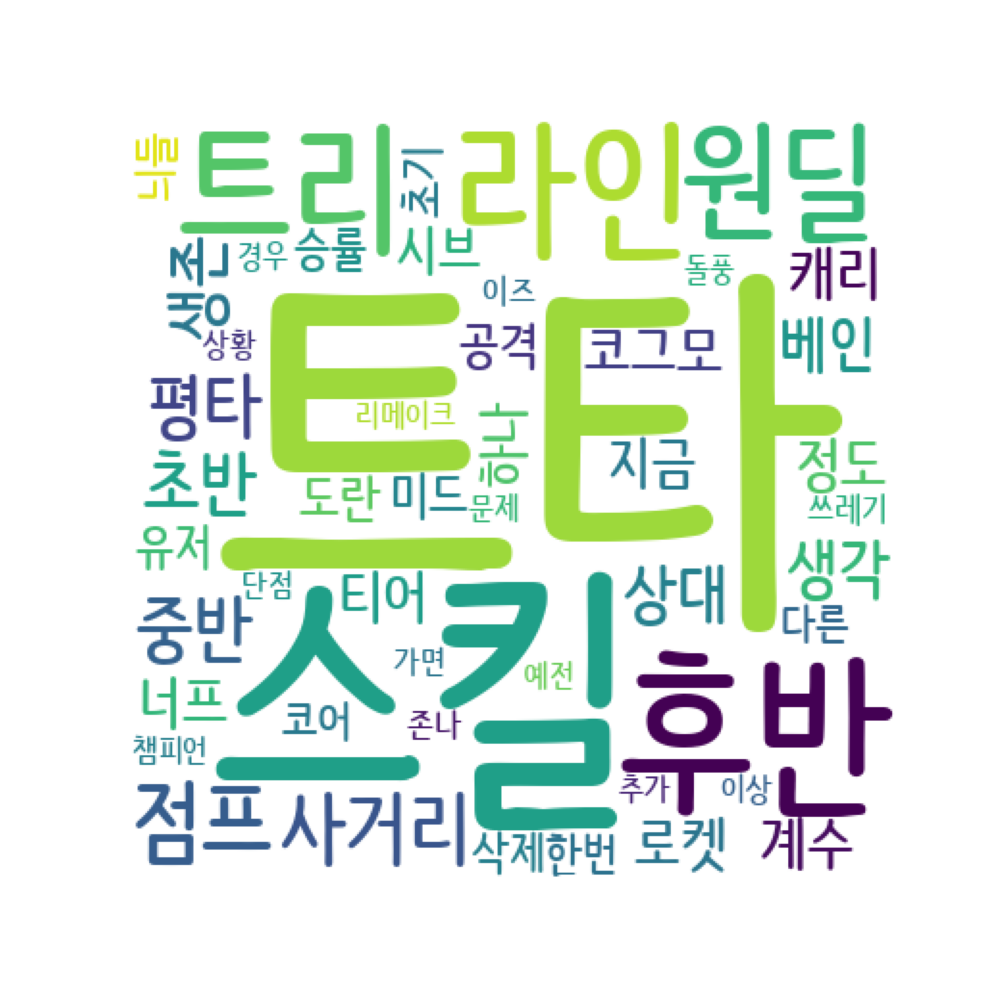 늬들
트리
초기
라인
원딜
생존
경우
승률
시브
돌풍
캐리
이즈
상황
트타
공격
코그모
베인
평타
리메이크
하나
지금
정도
초반
도란
미드
문제
쓰레기
유저
단점
티어
상대
생각
중반
스킬
다른
가면
예전
너프
코어
존나
후반
챔피언
점프
사거리
추가
이상
삭제
한번
로켓
계수